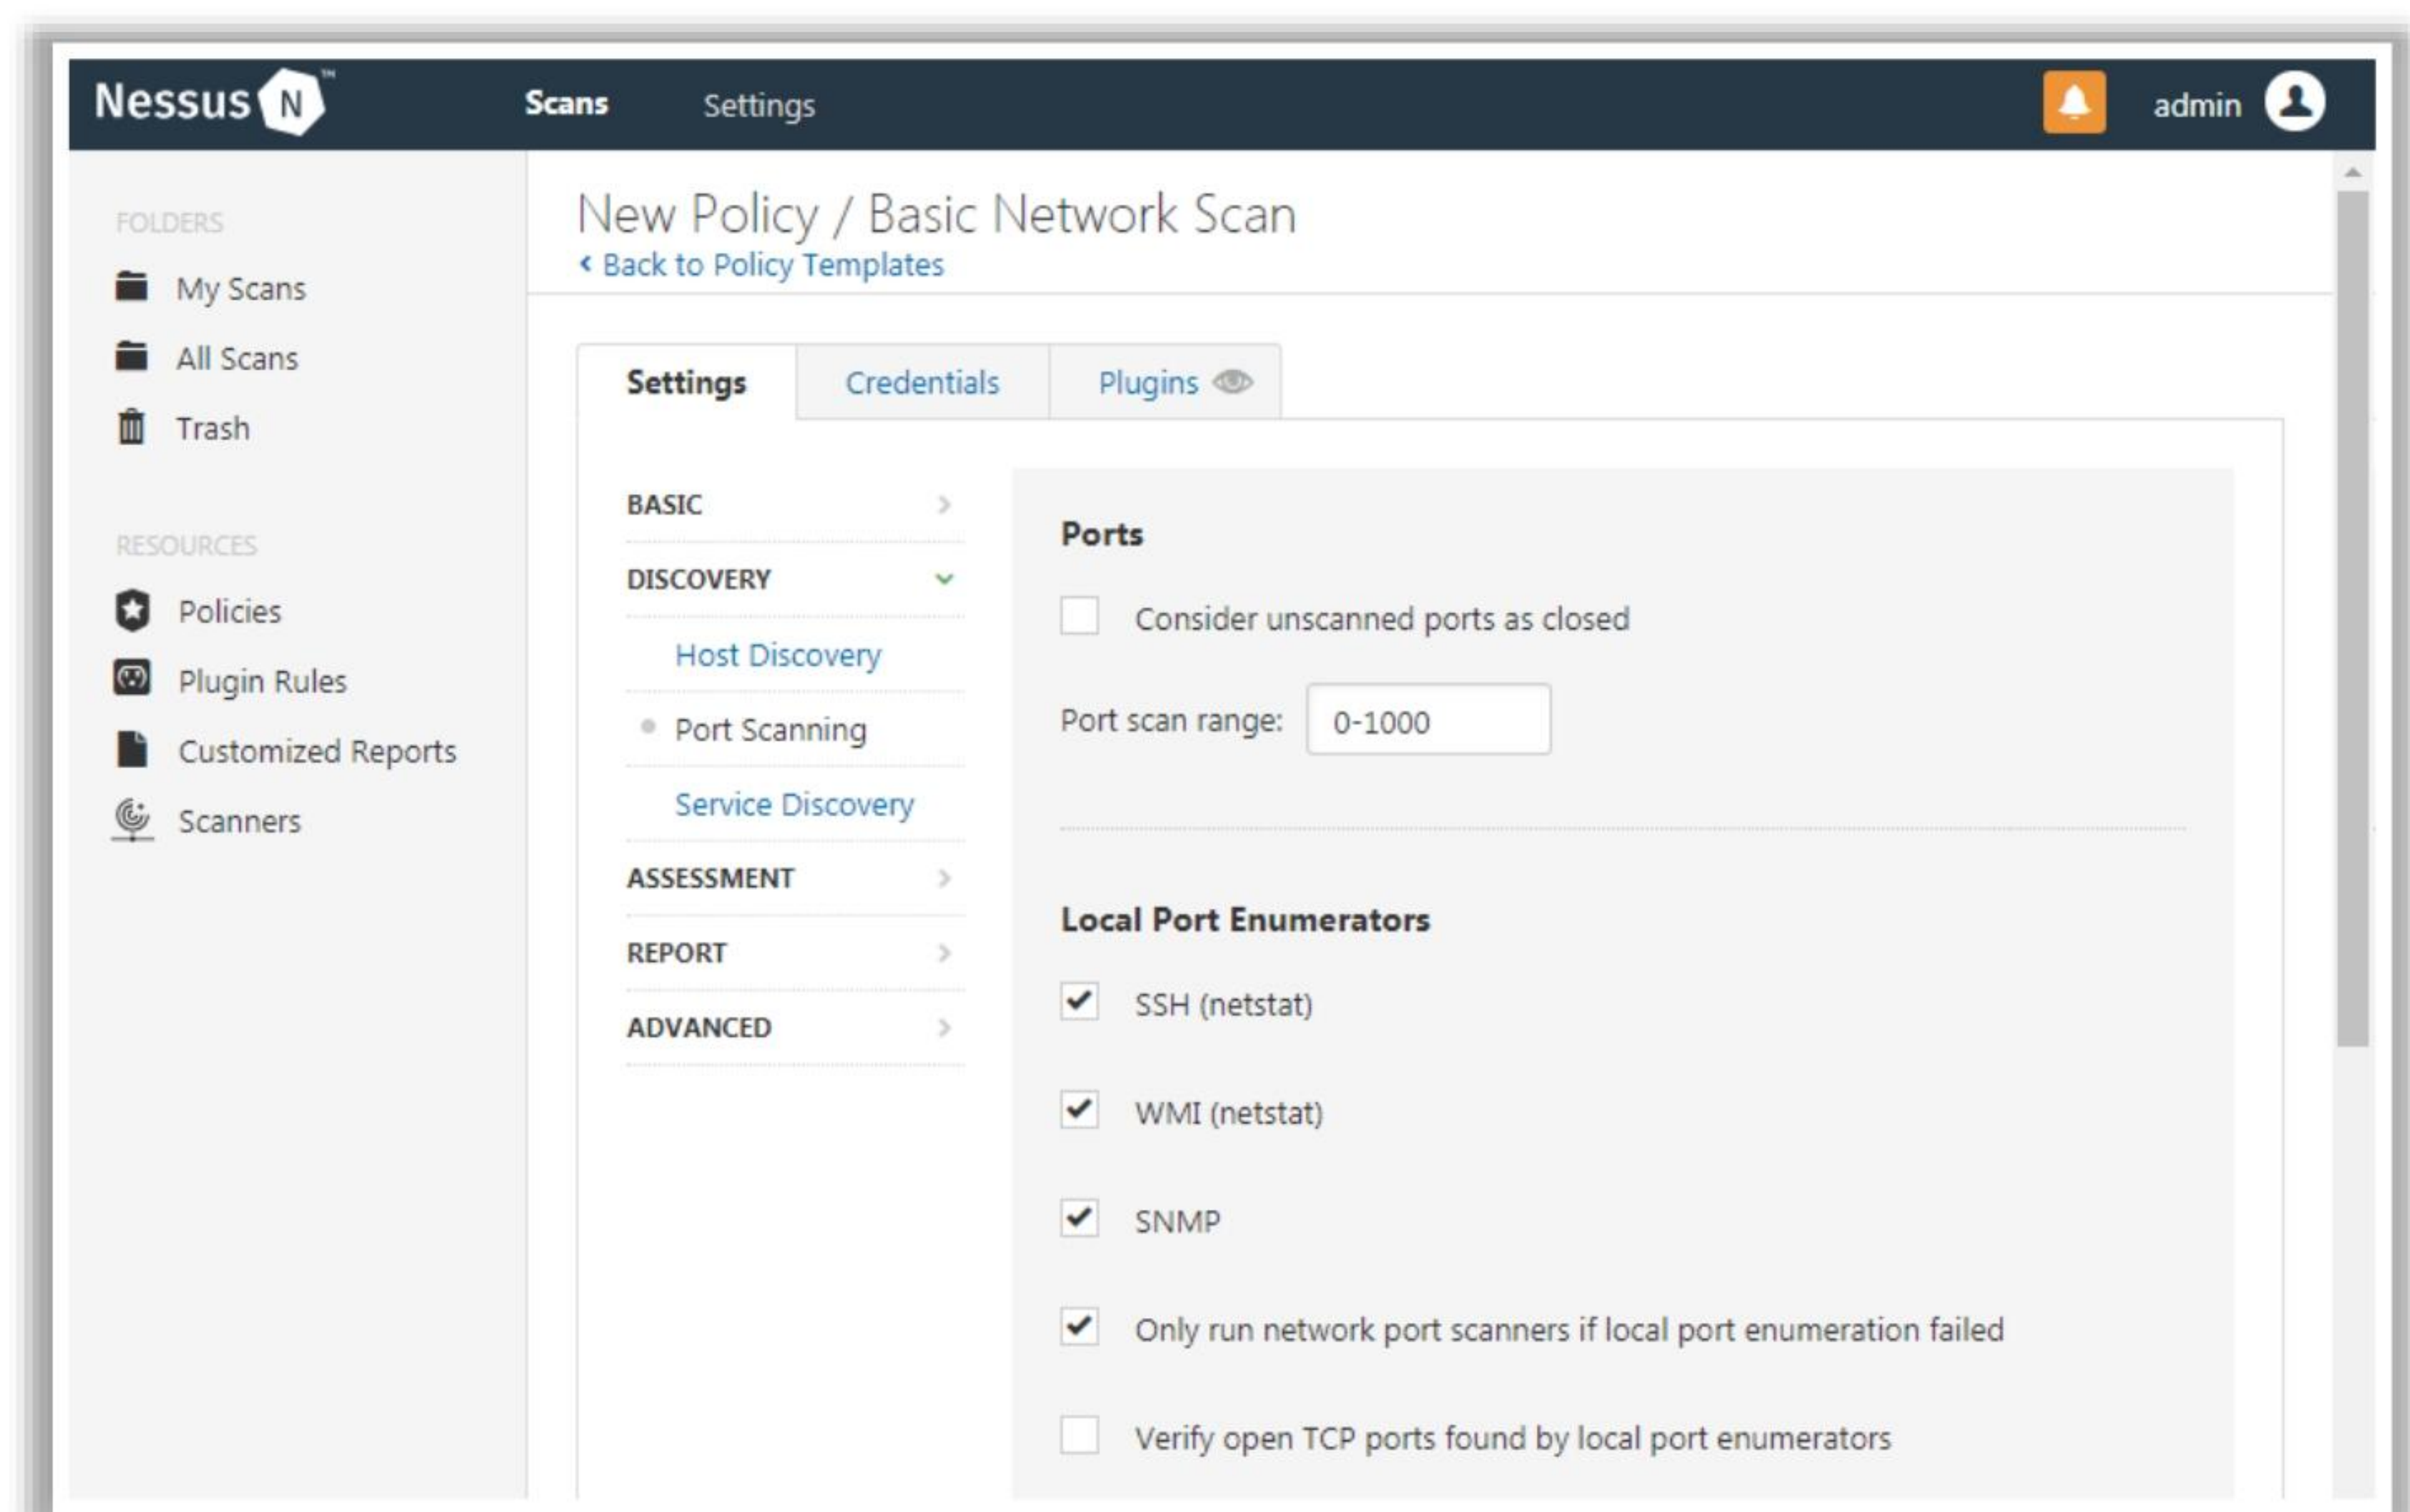 Nessus N ™
Scans Settings admin
FOLDERS
My Scans
All Scans
Trash
RESOURCES
Policies
Plugin Rules
Customized Reports
Scanners
New Policy / Basic Network Scan
Back to Policy Templates
Settings Credentials Plugins
BASIC
DISCOVERY
Host Discovery
Port Scanning
Service Discovery
ASSESSMENT
REPORT
ADVANCED
Ports
Consider unscanned ports as closed
Port scan range: 0-1000
Local Port Enumerators
SSH (netstat)
WMI (netstat)
SNMP
Only run network port scanners if local port enumeration failed
Verify open TCP ports found by local port enumerators